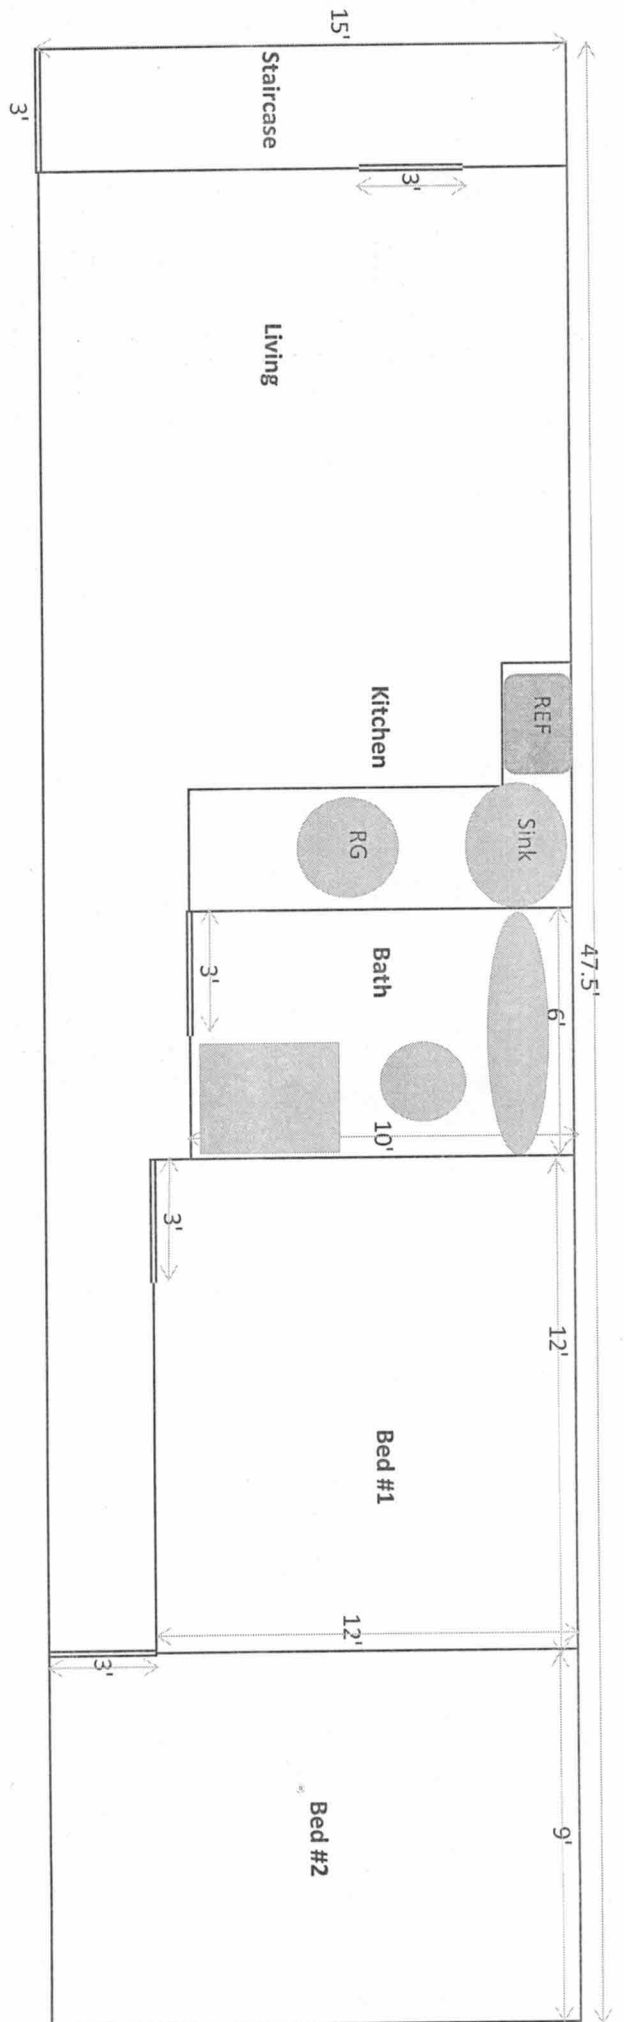 47.5'
15'
Staircase
3'
3'
Living
Kitchen
REF
Sink
RG
Bath
3'
6'
10'
3'
12'
Bed #1
12'
3'
9'
Bed #2